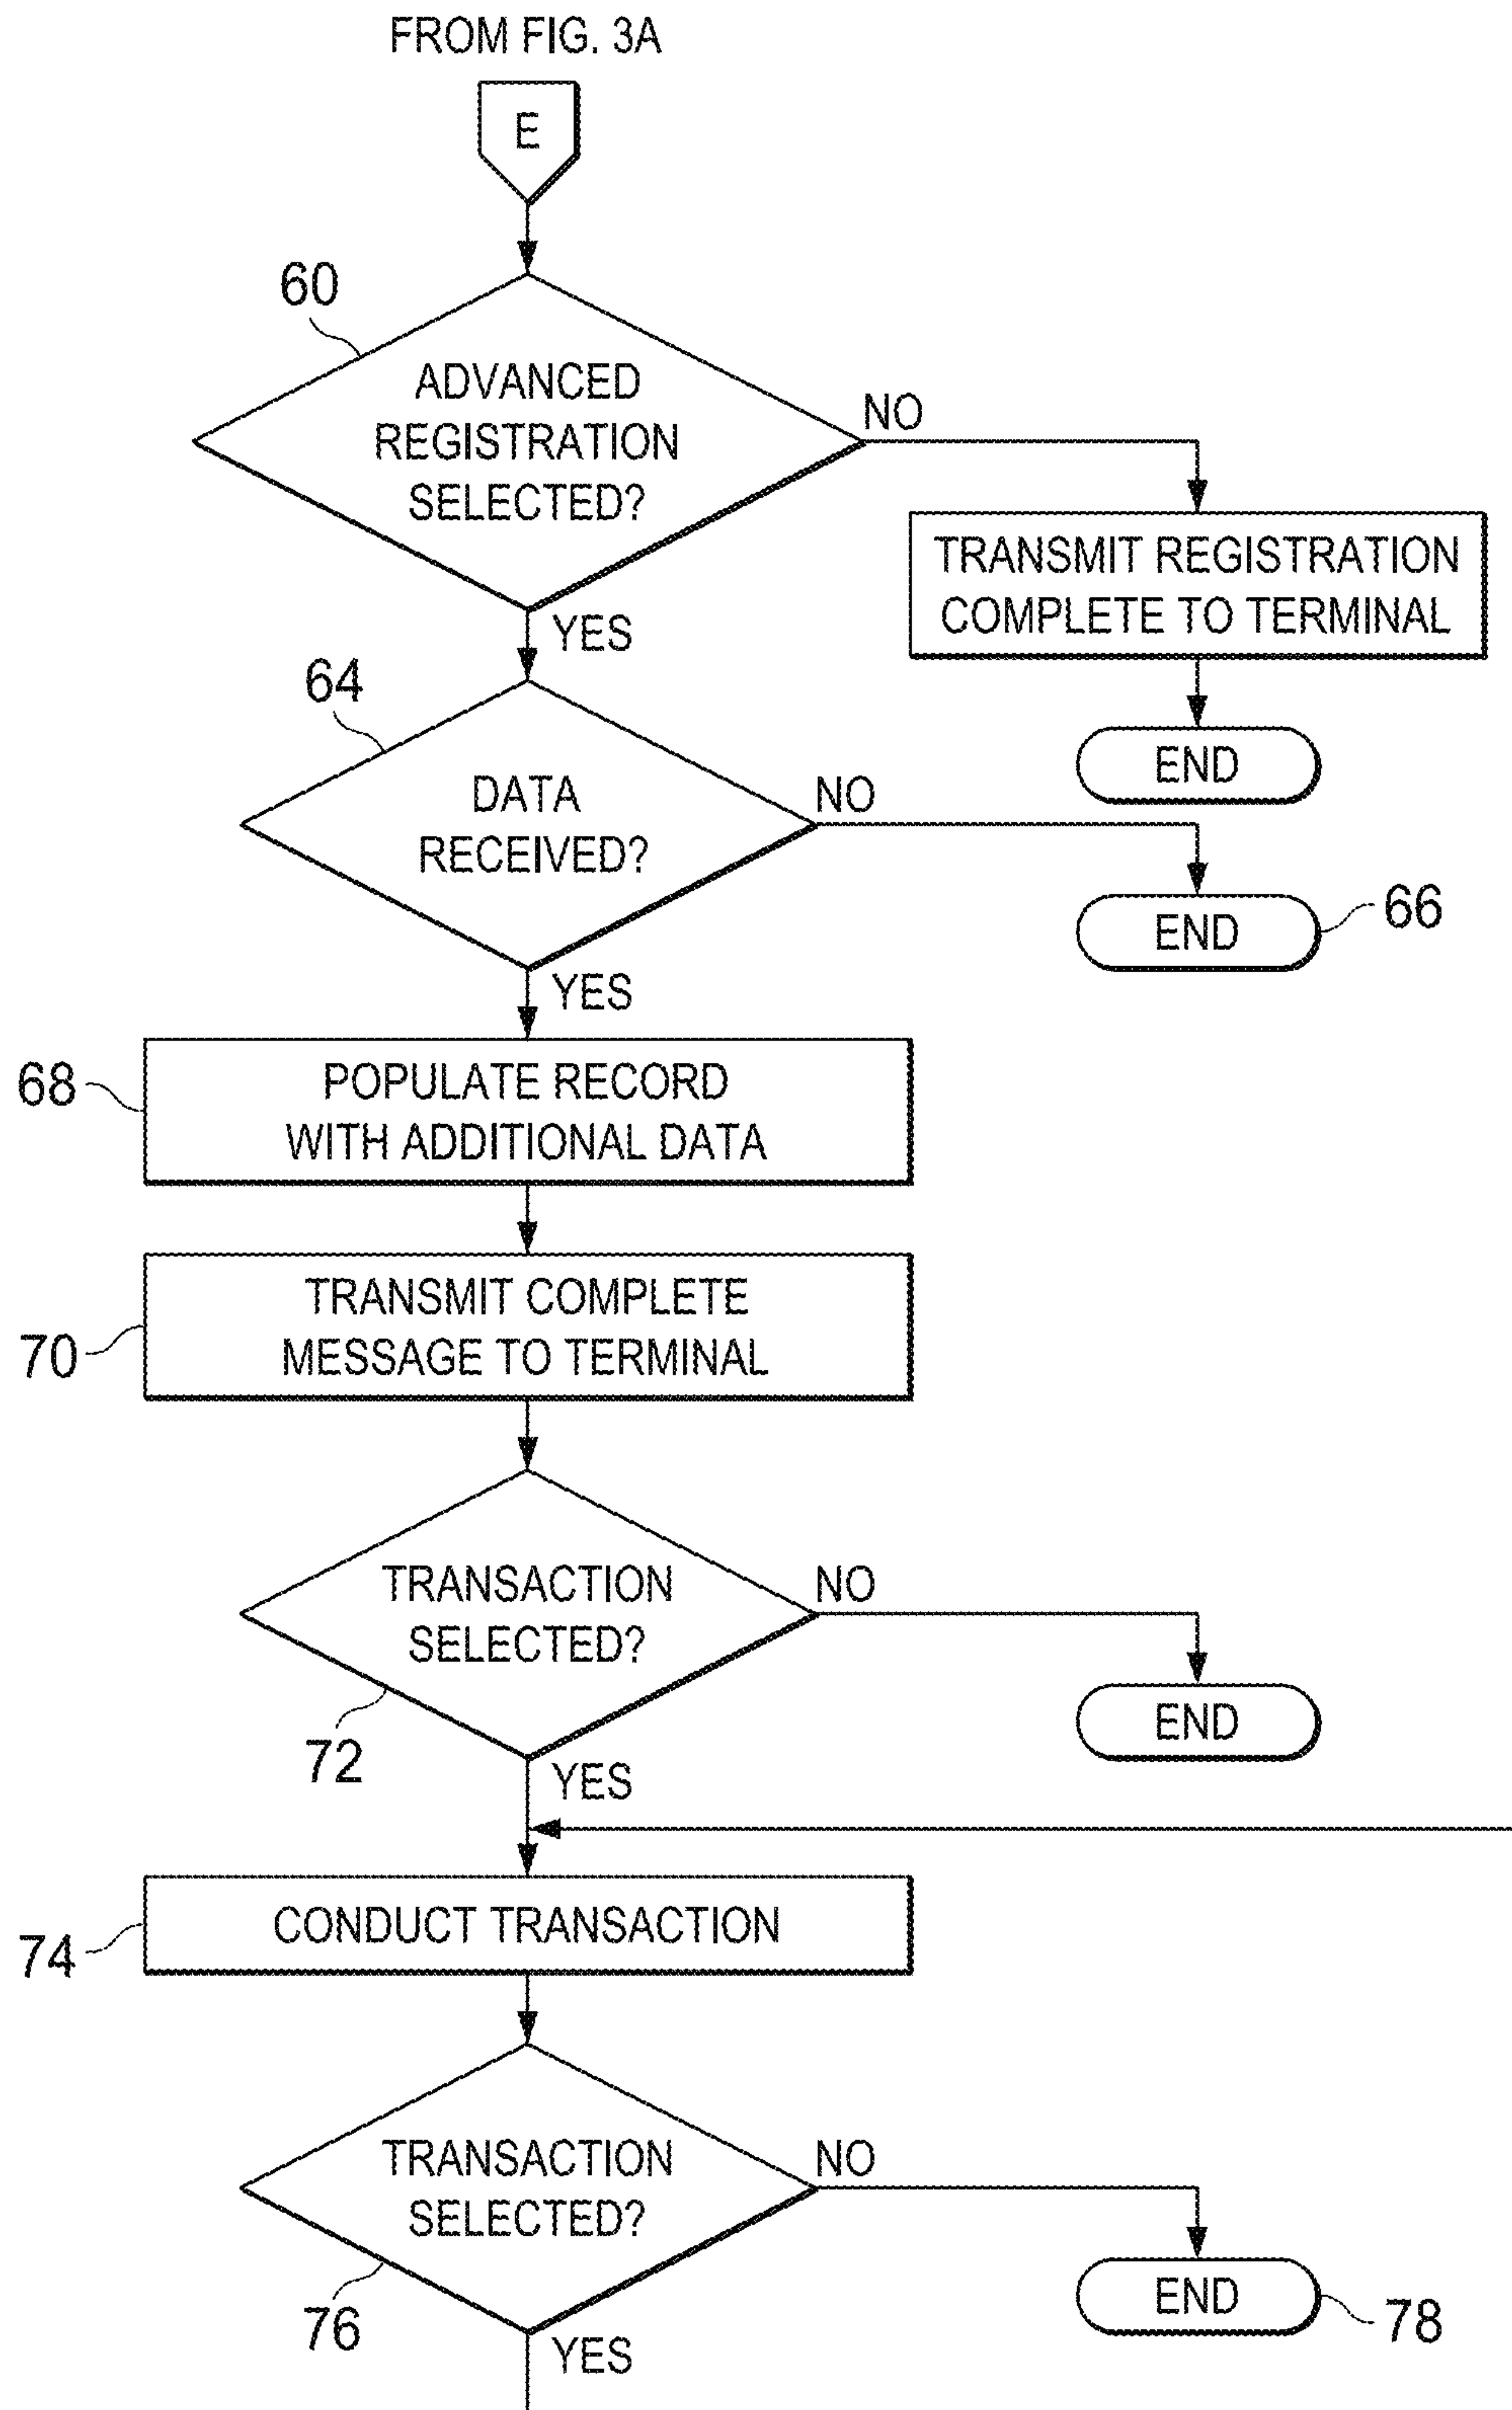 FROM FIG. 3A
E
60
ADVANCED
REGISTRATION
SELECTED?
NO
YES
TRANSMIT REGISTRATION
COMPLETE TO TERMINAL
END
64
DATA
RECEIVED?
NO
END
66
YES
68
POPULATE RECORD
WITH ADDITIONAL DATA
70
TRANSMIT COMPLETE
MESSAGE TO TERMINAL
TRANSACTION
SELECTED?
NO
72
YES
END
74
CONDUCT TRANSACTION
TRANSACTION
SELECTED?
NO
76
YES
END
78